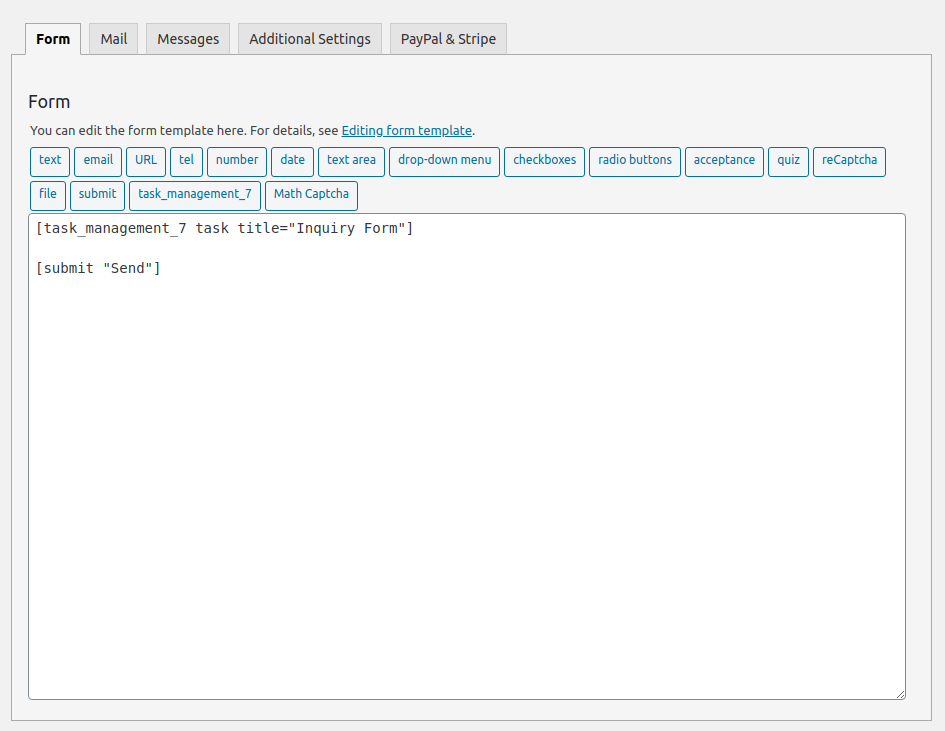 Form Mail Messages Additional Settings PayPal & Stripe
Form
You can edit the form template here. For details, see Editing form template.
text email URL tel number date text area drop-down menu checkboxes radio buttons acceptance quiz reCaptcha
file submit task_management_7 Math Captcha
[task_management_7 task title="Inquiry Form"]
[submit "Send"]